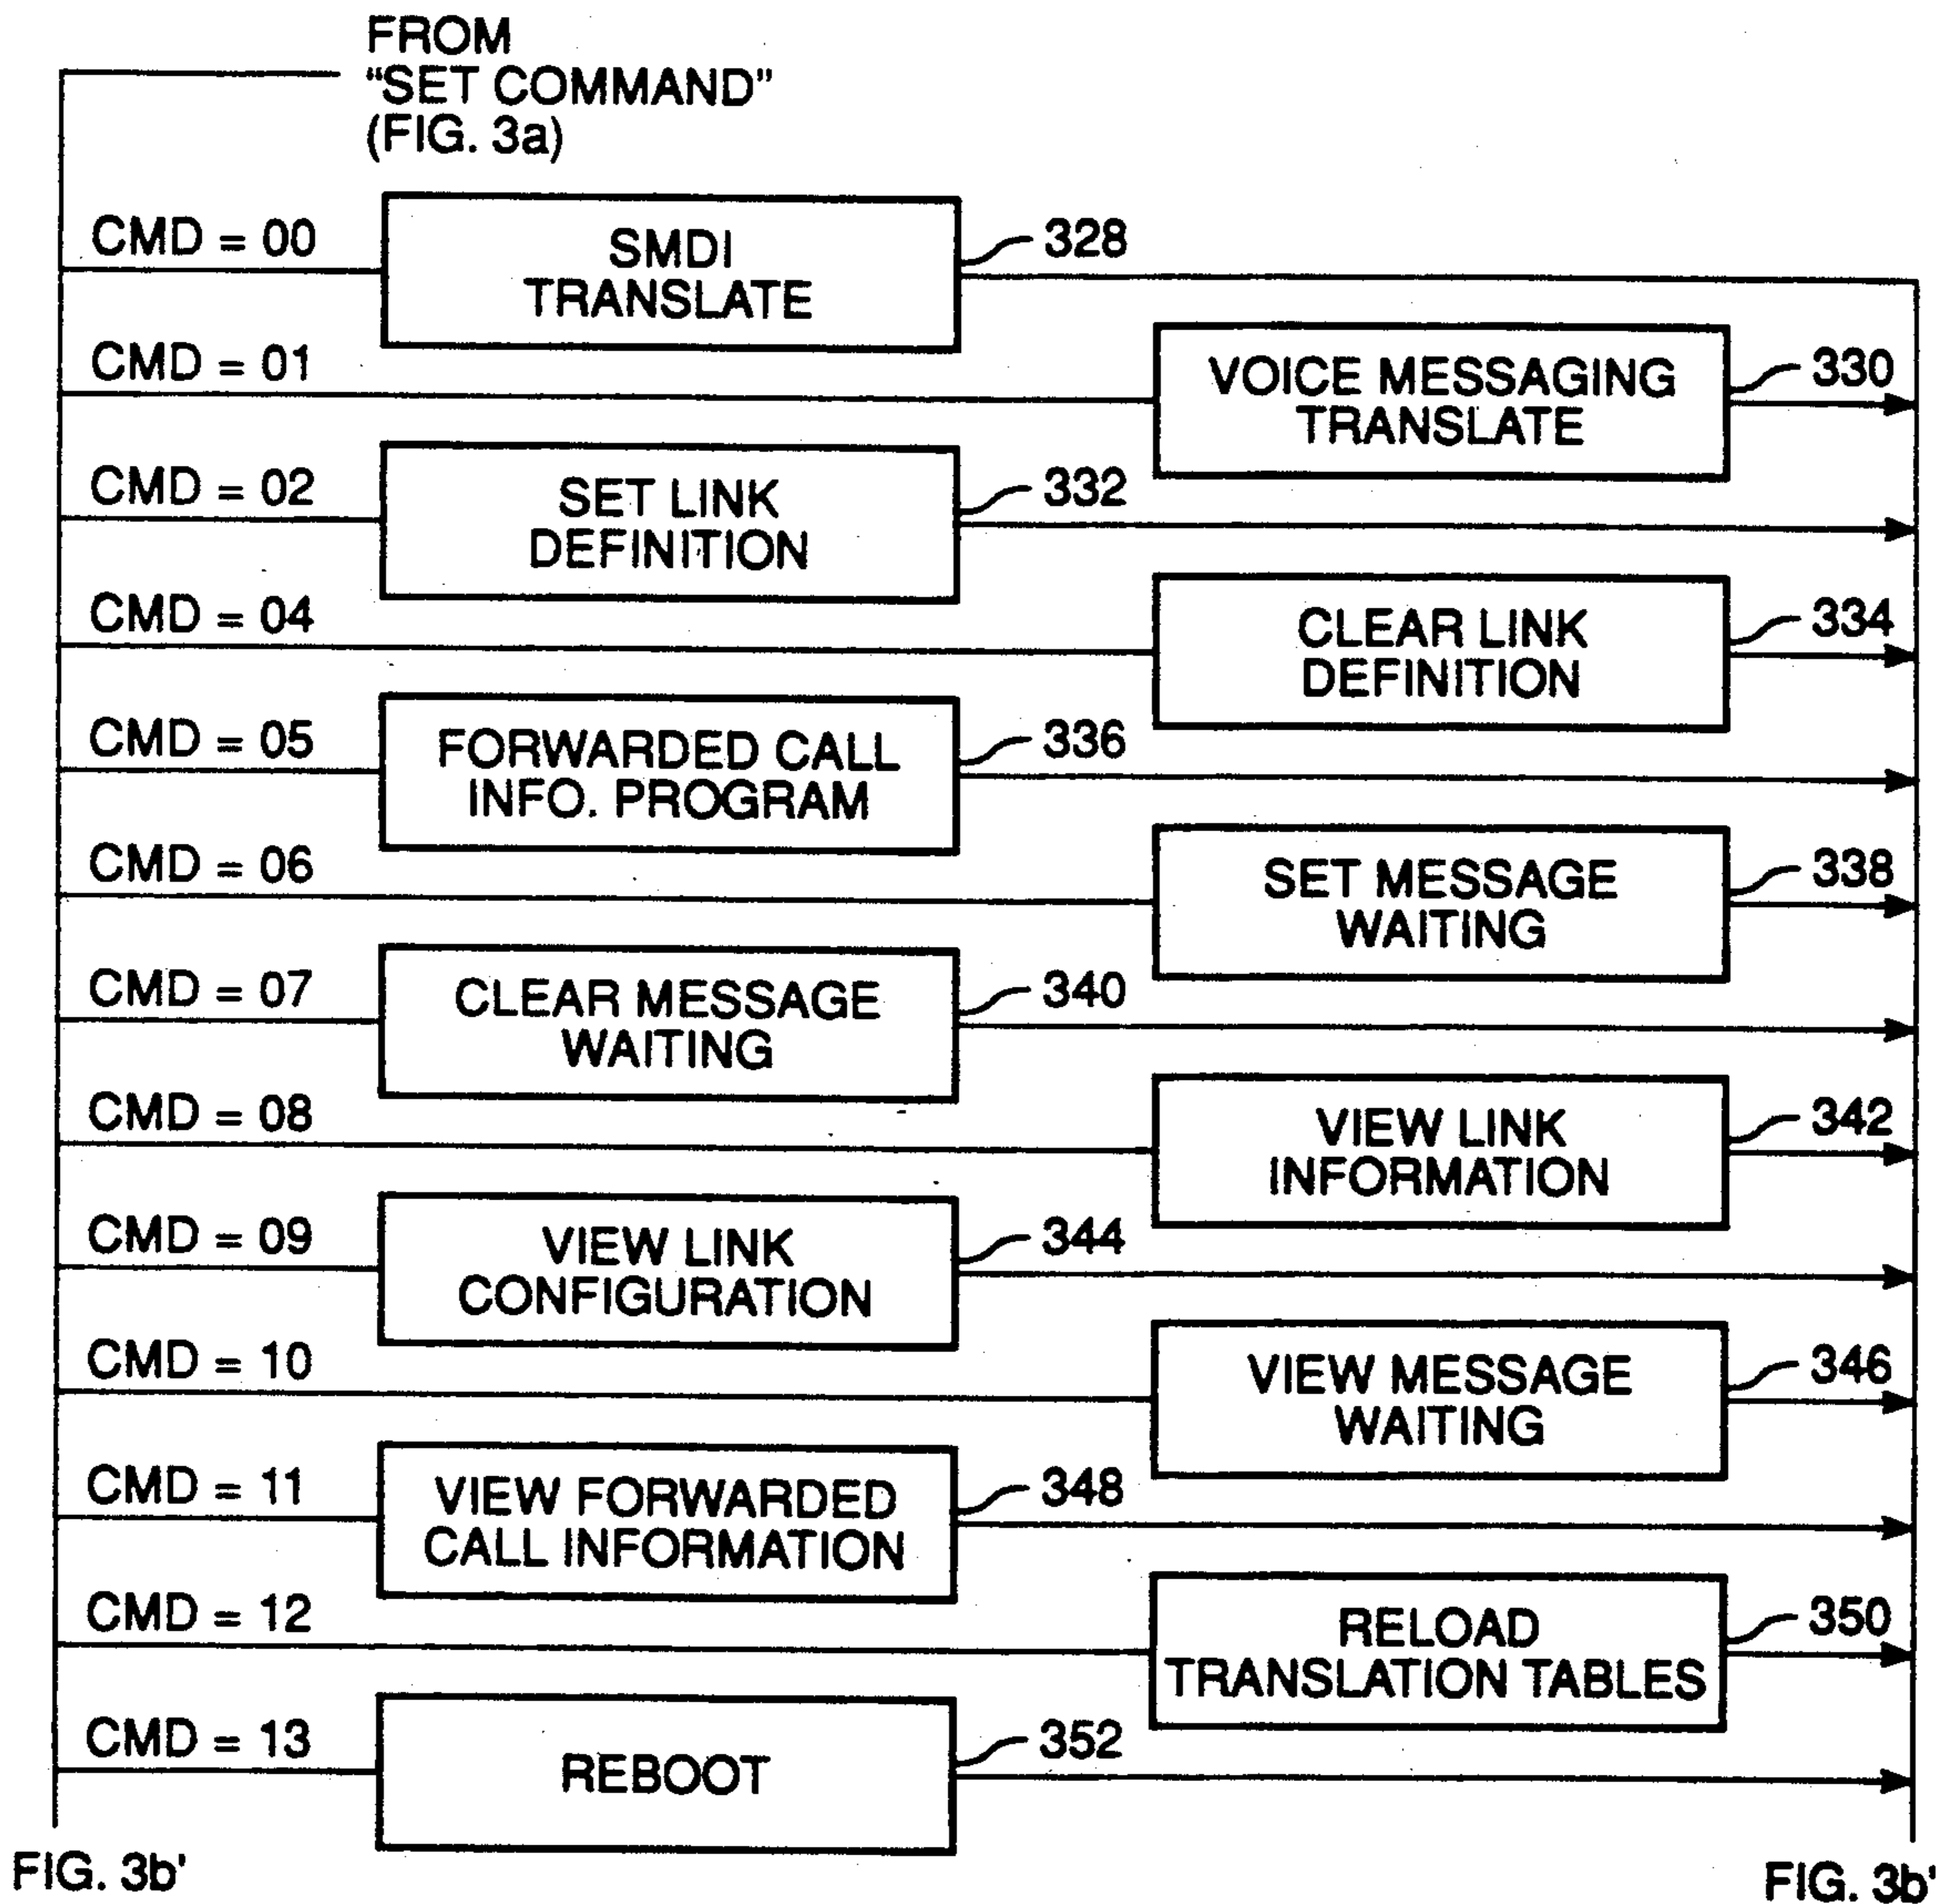 FROM
“SET COMMAND”
(FIG. 3a)
CMD = 00
SMDI
TRANSLATE
328
CMD = 01
VOICE MESSAGING
TRANSLATE
330
CMD = 02
SET LINK
DEFINITION
332
CMD = 04
CLEAR LINK
DEFINITION
334
CMD = 05
FORWARDED CALL
INFO. PROGRAM
336
CMD = 06
SET MESSAGE
WAITING
338
CMD = 07
CLEAR MESSAGE
WAITING
340
CMD = 08
VIEW LINK
INFORMATION
342
CMD = 09
VIEW LINK
CONFIGURATION
344
CMD = 10
VIEW MESSAGE
WAITING
346
CMD = 11
VIEW FORWARDED
CALL INFORMATION
348
CMD = 12
RELOAD
TRANSLATION TABLES
350
CMD = 13
REBOOT
352
FIG. 3b'
FIG. 3b'